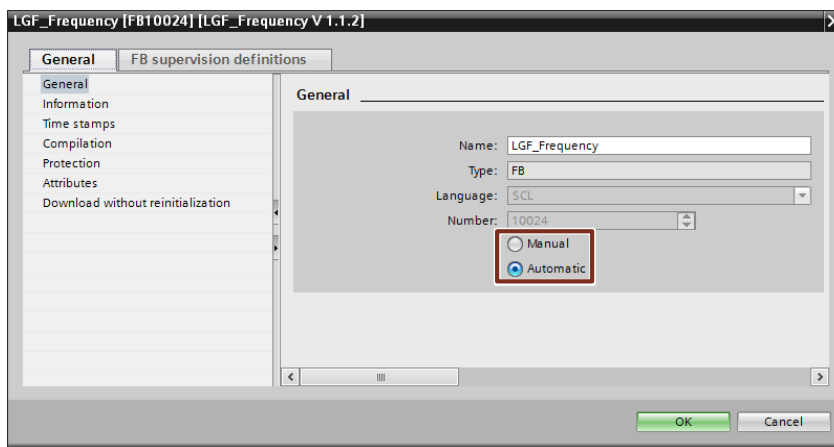 LGF_Frequency [FB10024] [LGF_Frequency V 1.1.2]
General
FB supervision definitions
General
Information
Time stamps
Compilation
Protection
Attributes
Download without reinitialization
General
Name: LGF_Frequency
Type: FB
Language: SCL
Number: 10024
Manual
Automatic
OK
Cancel